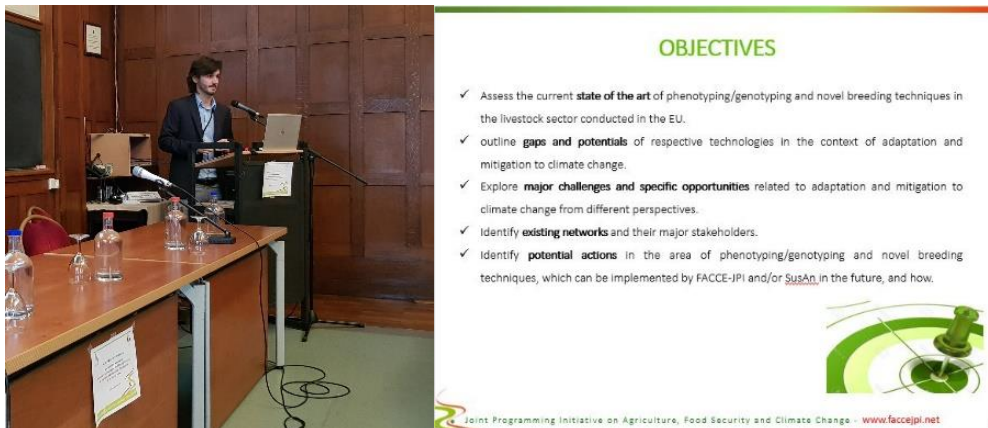 OBJECTIVES
✓ Assess the current state of the art of phenotyping/genotyping and novel breeding techniques in
the livestock sector conducted in the EU.
✓ outline gaps and potentials of respective technologies in the context of adaptation and
mitigation to climate change.
✓ Explore major challenges and specific opportunities related to adaptation and mitigation to
climate change from different perspectives.
✓ Identify existing networks and their major stakeholders.
✓ Identify potential actions in the area of phenotyping/genotyping and novel breeding
techniques, which can be implemented by FACCE-JPI and/or SusAn in the future, and how.
Joint Programming Initiative on Agriculture, Food Security and Climate Change - www.faccejpi.net